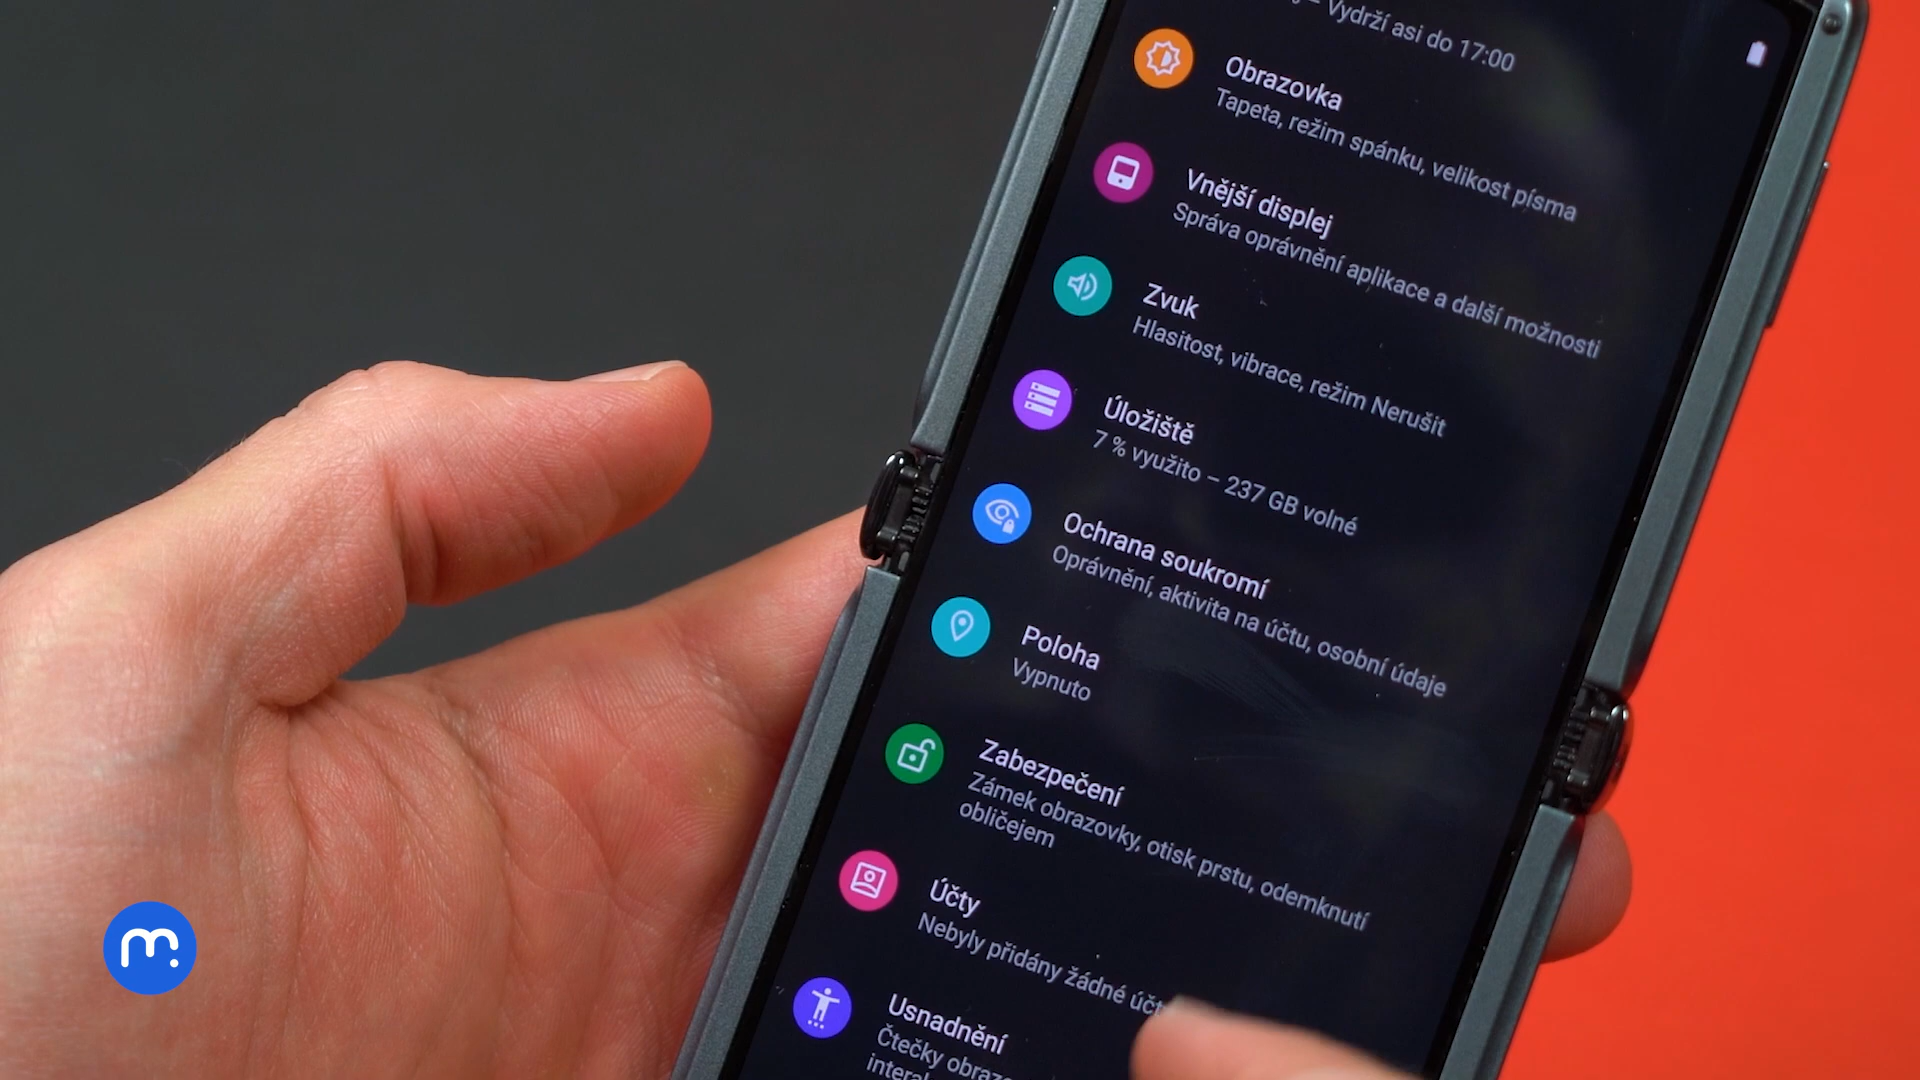 – Vydrží asi do 17:00
Obrazovka
Tapeta, režim spánku, velikost písma
Vnější displej
Správa oprávnění aplikace a další možnosti
Zvuk
Hlasitost, vibrace, režim Nerušit
Úložiště
7 % využito – 237 GB volné
Ochrana soukromí
Oprávnění, aktivita na účtu, osobní údaje
Poloha
Vypnuto
Zabezpečení
Zámek obrazovky, otisk prstu, odemknutí
obličejem
Účty
Nebyly přidány žádné
Usnadnění
Čtečky
m.